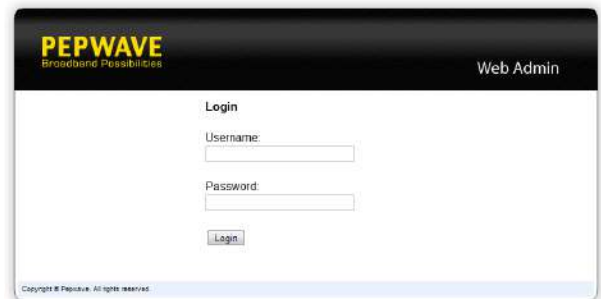 PEPWAVE
Broadband Possibilities
Web Admin
Login
Username:
Password:
Login
Copyright © Pepwave. All rights reserved.